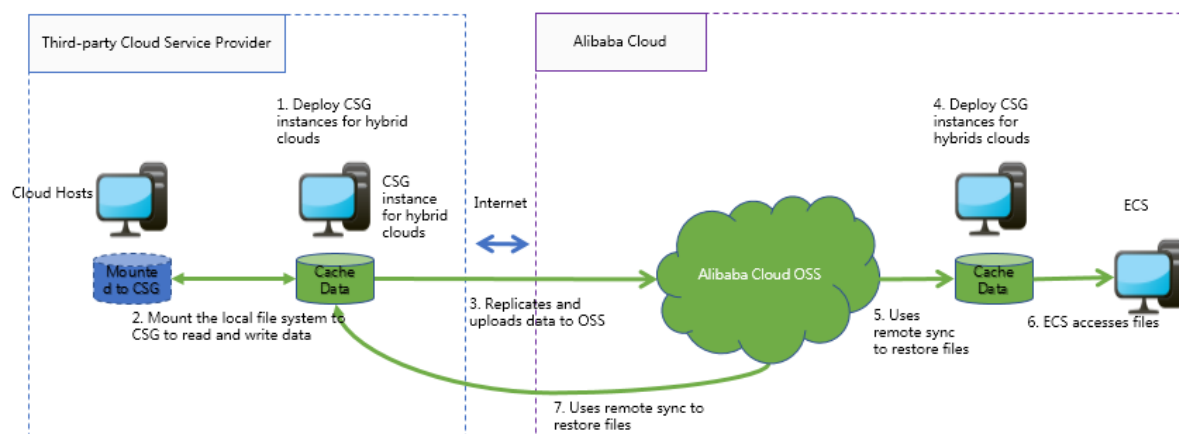 Third-party Cloud Service Provider
Alibaba Cloud
1. Deploy CSG
instances for hybrid
clouds
4. Deploy CSG
instances for
hybrids clouds
Cloud Hosts
CSG
instance
for hybrid
clouds
Internet
ECS
Mounte
d to CSG
Cache
Data
Alibaba Cloud OSS
Cache
Data
2. Mount the local file system to
CSG to read and write data
3. Replicates and
uploads data to OSS
5. Uses
remote sync
to restore files
6. ECS accesses files
7. Uses remote sync to
restore files